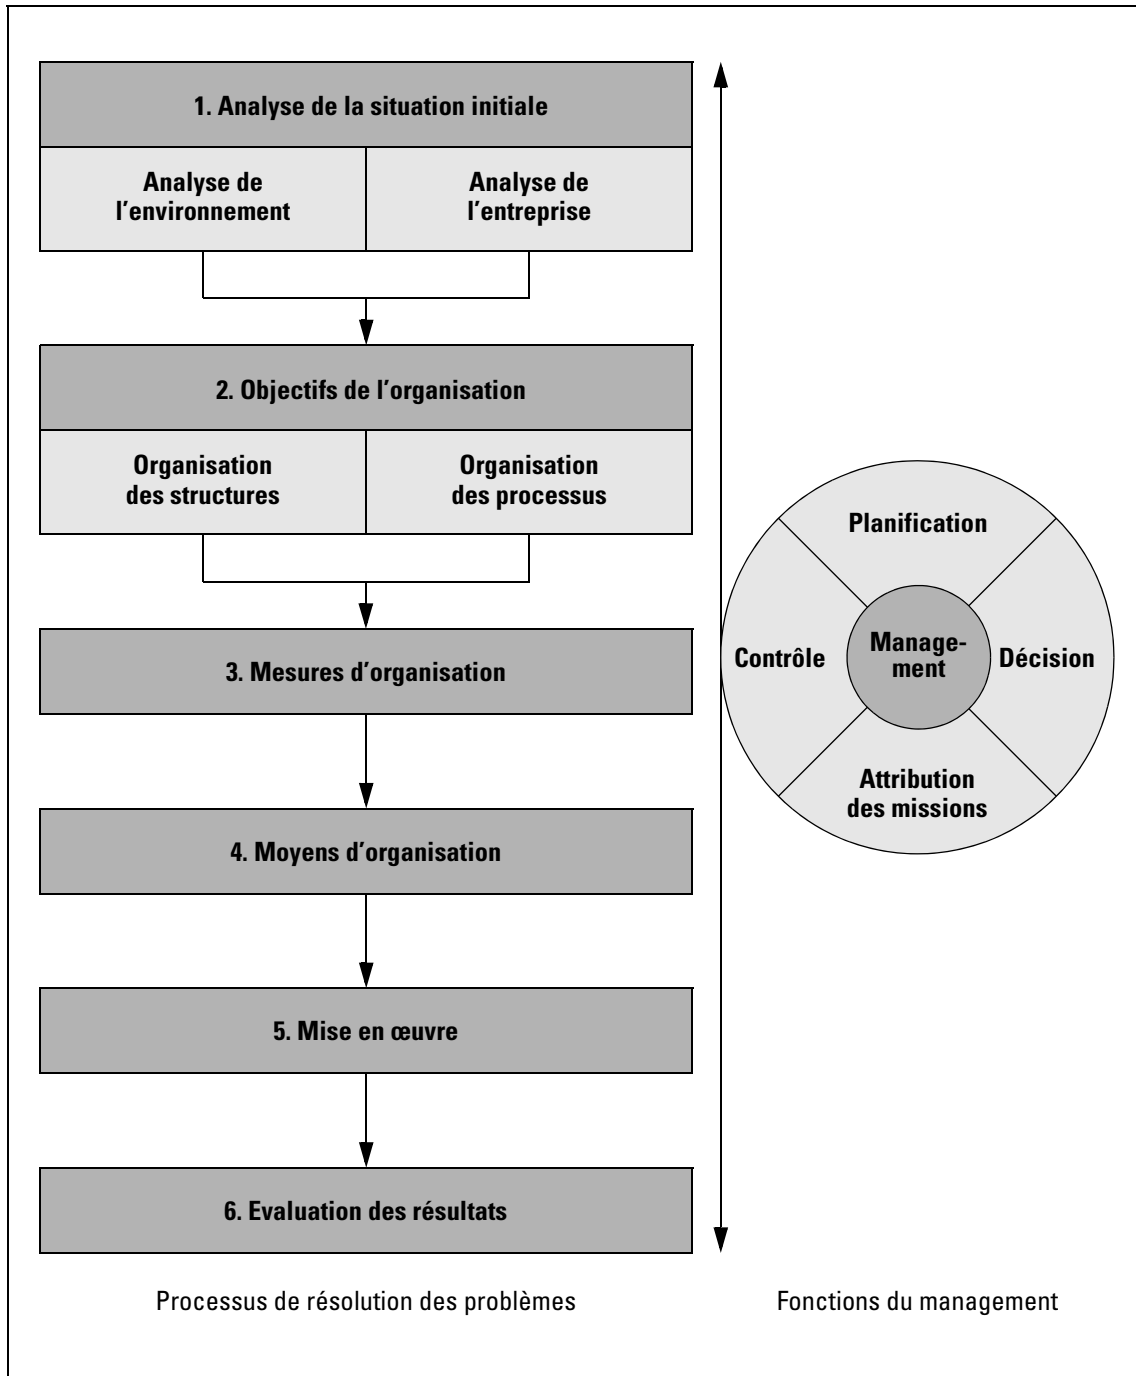 1. Analyse de la situation initiale
Analyse de
l'environnement
Analyse de
l'entreprise
2. Objectifs de l'organisation
Organisation
des structures
Organisation
des processus
3. Mesures d'organisation
4. Moyens d'organisation
5. Mise en œuvre
6. Evaluation des résultats
Processus de résolution des problèmes
Planification
Contrôle
Manage-
ment
Décision
Attribution
des missions
Fonctions du management